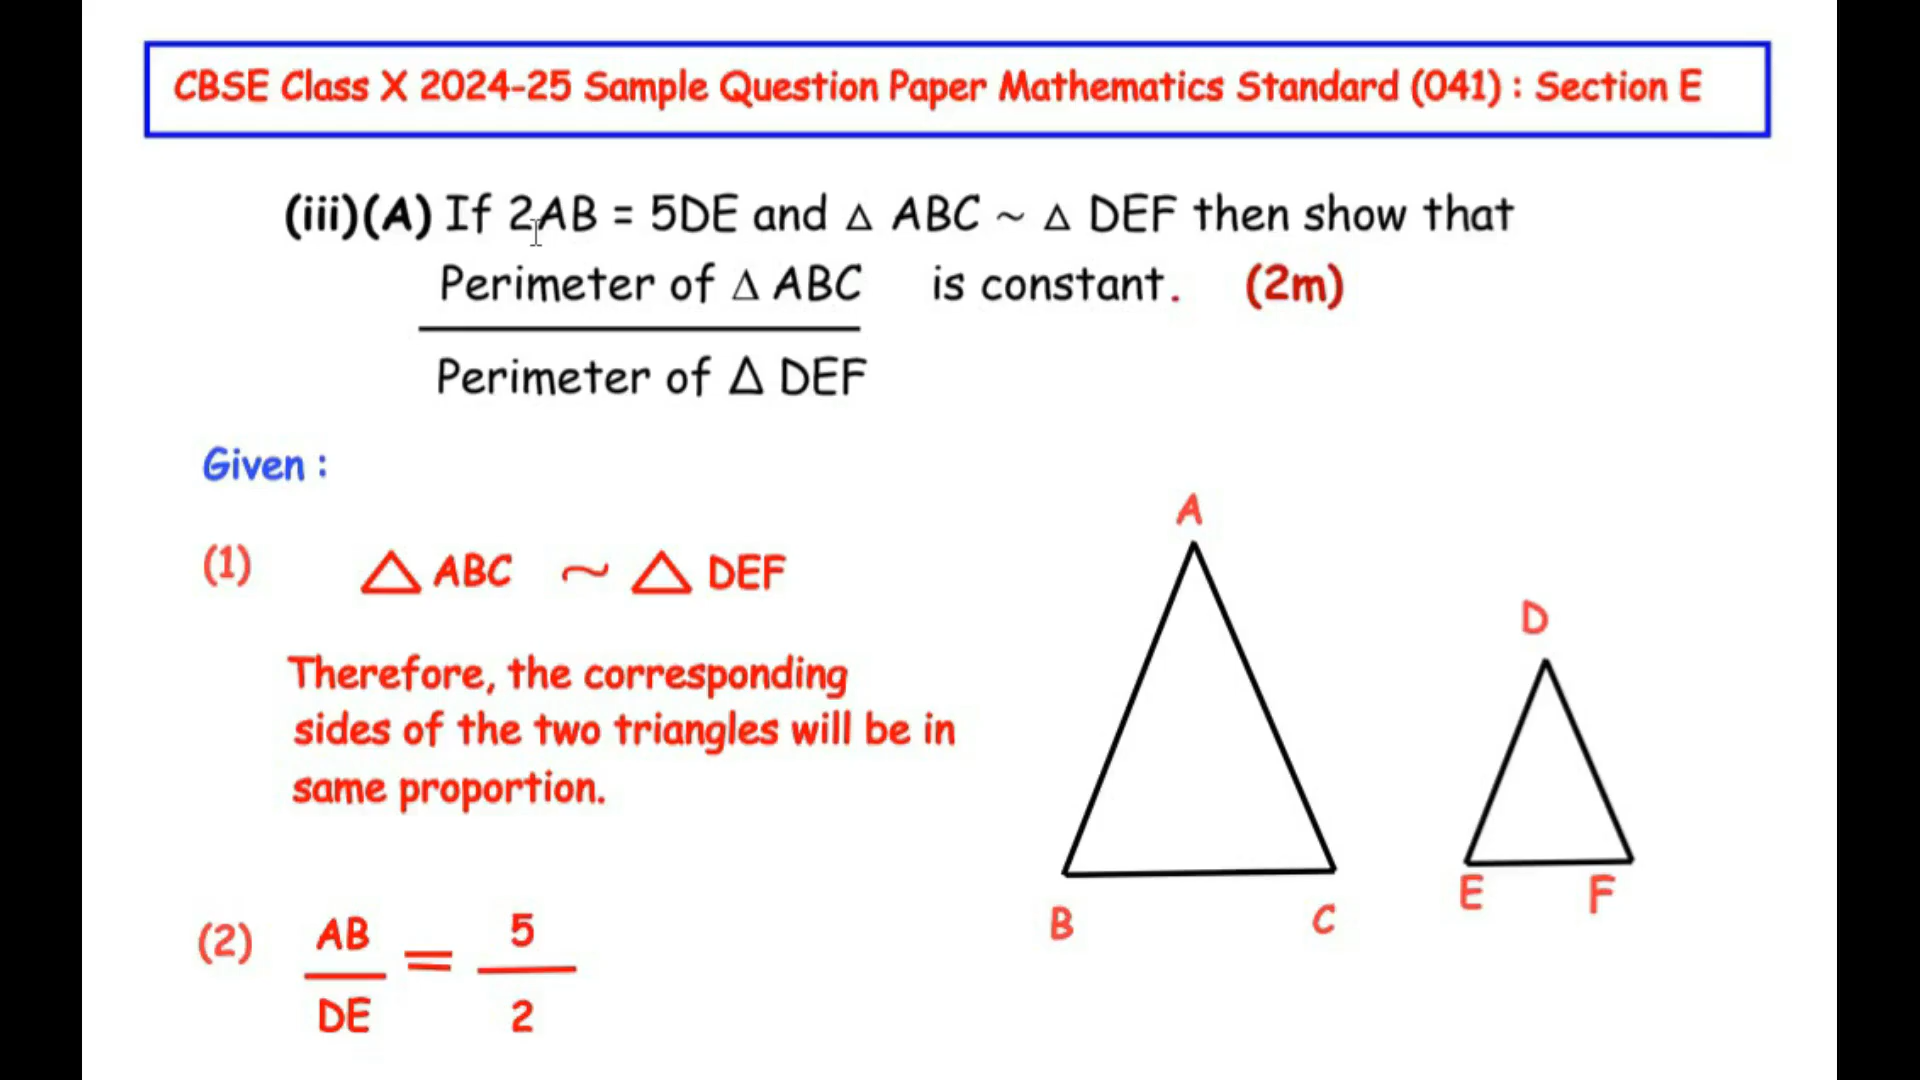 CBSE Class X 2024-25 Sample Question Paper Mathematics Standard (041) : Section E
(iii)(A) If 2AB = 5DE and △ ABC ~ △ DEF then show that
Perimeter of △ ABC is constant. (2m)
Perimeter of △ DEF
Given :
(1) △ ABC ~ △ DEF
Therefore, the corresponding
sides of the two triangles will be in
same proportion.
(2) AB = 5
DE 2
A
B
C
D
E
F